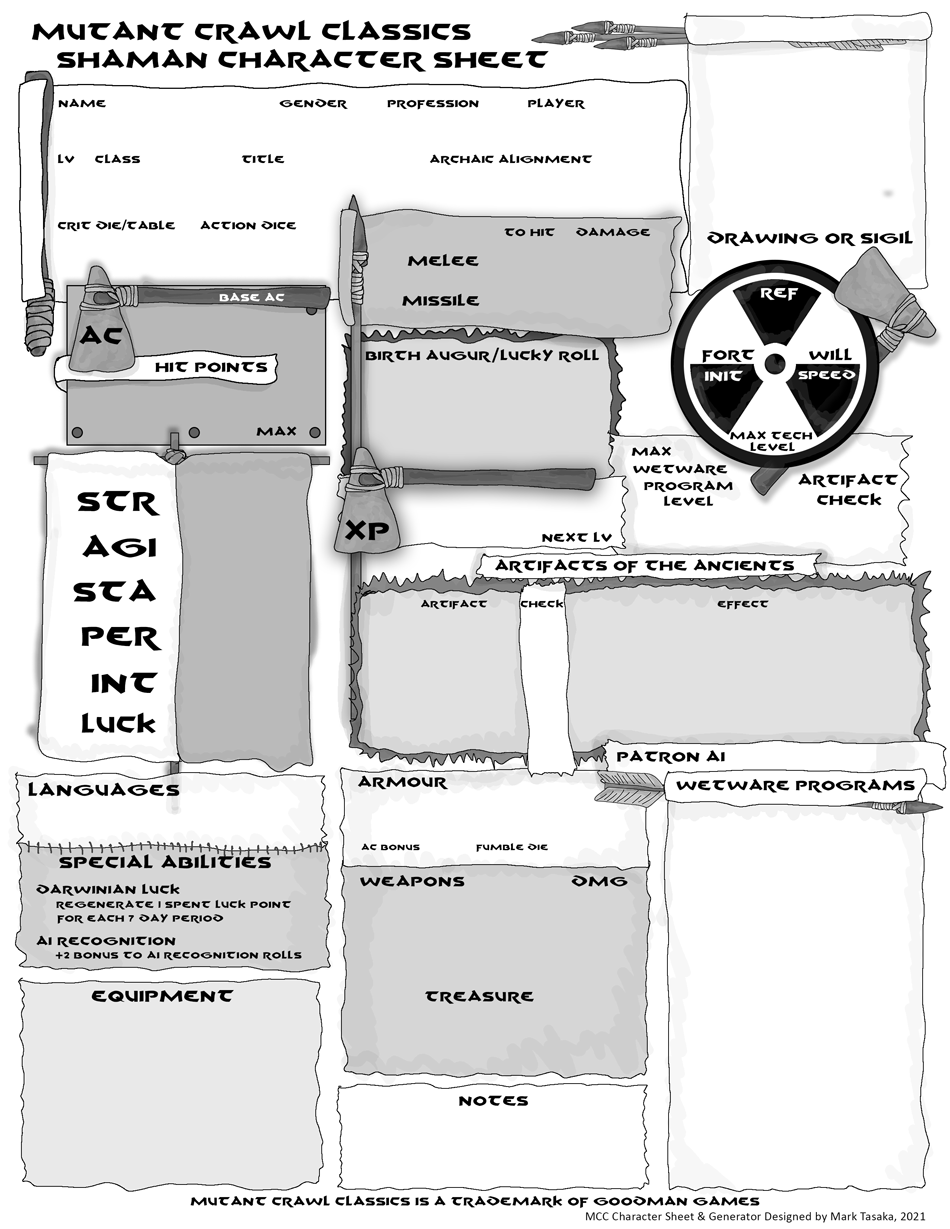 MUTANT CRAWL CLASSICS
SHAMAN CHARACTER SHEET
NAME GENDER PROFESSION PLAYER
LV CLASS TITLE ARCHAIC ALIGNMENT
CRIT DIE/TABLE ACTION DICE
DRAWING OR SIGIL
TO HIT DAMAGE
MELEE
MISSILE
BASE AC
AC
HIT POINTS
MAX
BIRTH AUGUR/LUCKY ROLL
REF
FORT WILL
INIT SPEED
MAX TECH
LEVEL
MAX
WETWARE
PROGRAM
LEVEL
ARTIFACT
CHECK
XP
NEXT LV
STR
AGI
STA
PER
INT
LUCK
ARTIFACTS OF THE ANCIENTS
ARTIFACT CHECK EFFECT
PATRON AI
WETWARE PROGRAMS
LANGUAGES
SPECIAL ABILITIES
DARWINIAN LUCK
REGENERATE 1 SPENT LUCK POINT
FOR EACH 7 DAY PERIOD
AI RECOGNITION
+2 BONUS TO AI RECOGNITION ROLLS
EQUIPMENT
ARMOUR
AC BONUS FUMBLE DIE
WEAPONS DMG
TREASURE
NOTES
MUTANT CRAWL CLASSICS IS A TRADEMARK OF GOODMAN GAMES
MCC Character Sheet & Generator Designed by Mark Tasaka, 2021